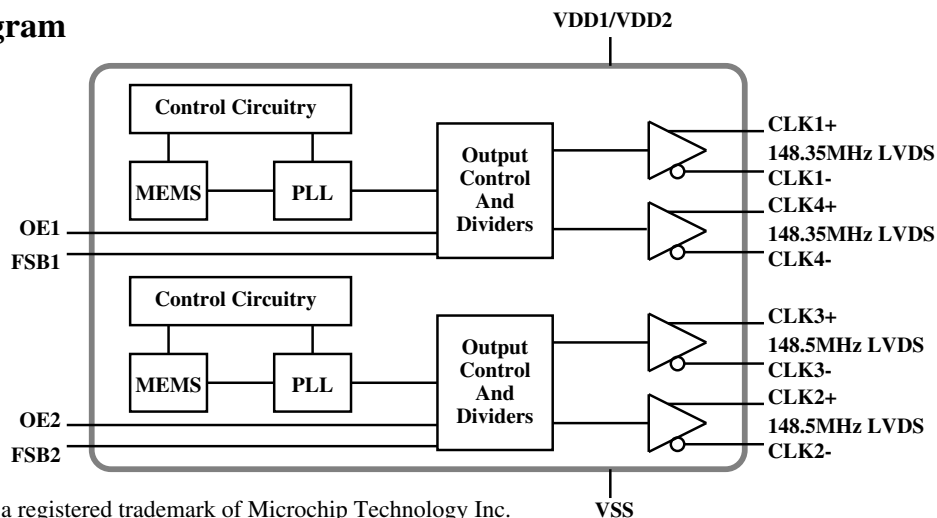 VDD1/VDD2
Control Circuitry
MEMS
PLL
Output
Control
And
Dividers
OE1
FSB1
CLK1+
148.35MHz LVDS
CLK1-
CLK4+
148.35MHz LVDS
CLK4-
Control Circuitry
MEMS
PLL
Output
Control
And
Dividers
OE2
FSB2
CLK3+
148.5MHz LVDS
CLK3-
CLK2+
148.5MHz LVDS
CLK2-
VSS
a registered trademark of Microchip Technology Inc.